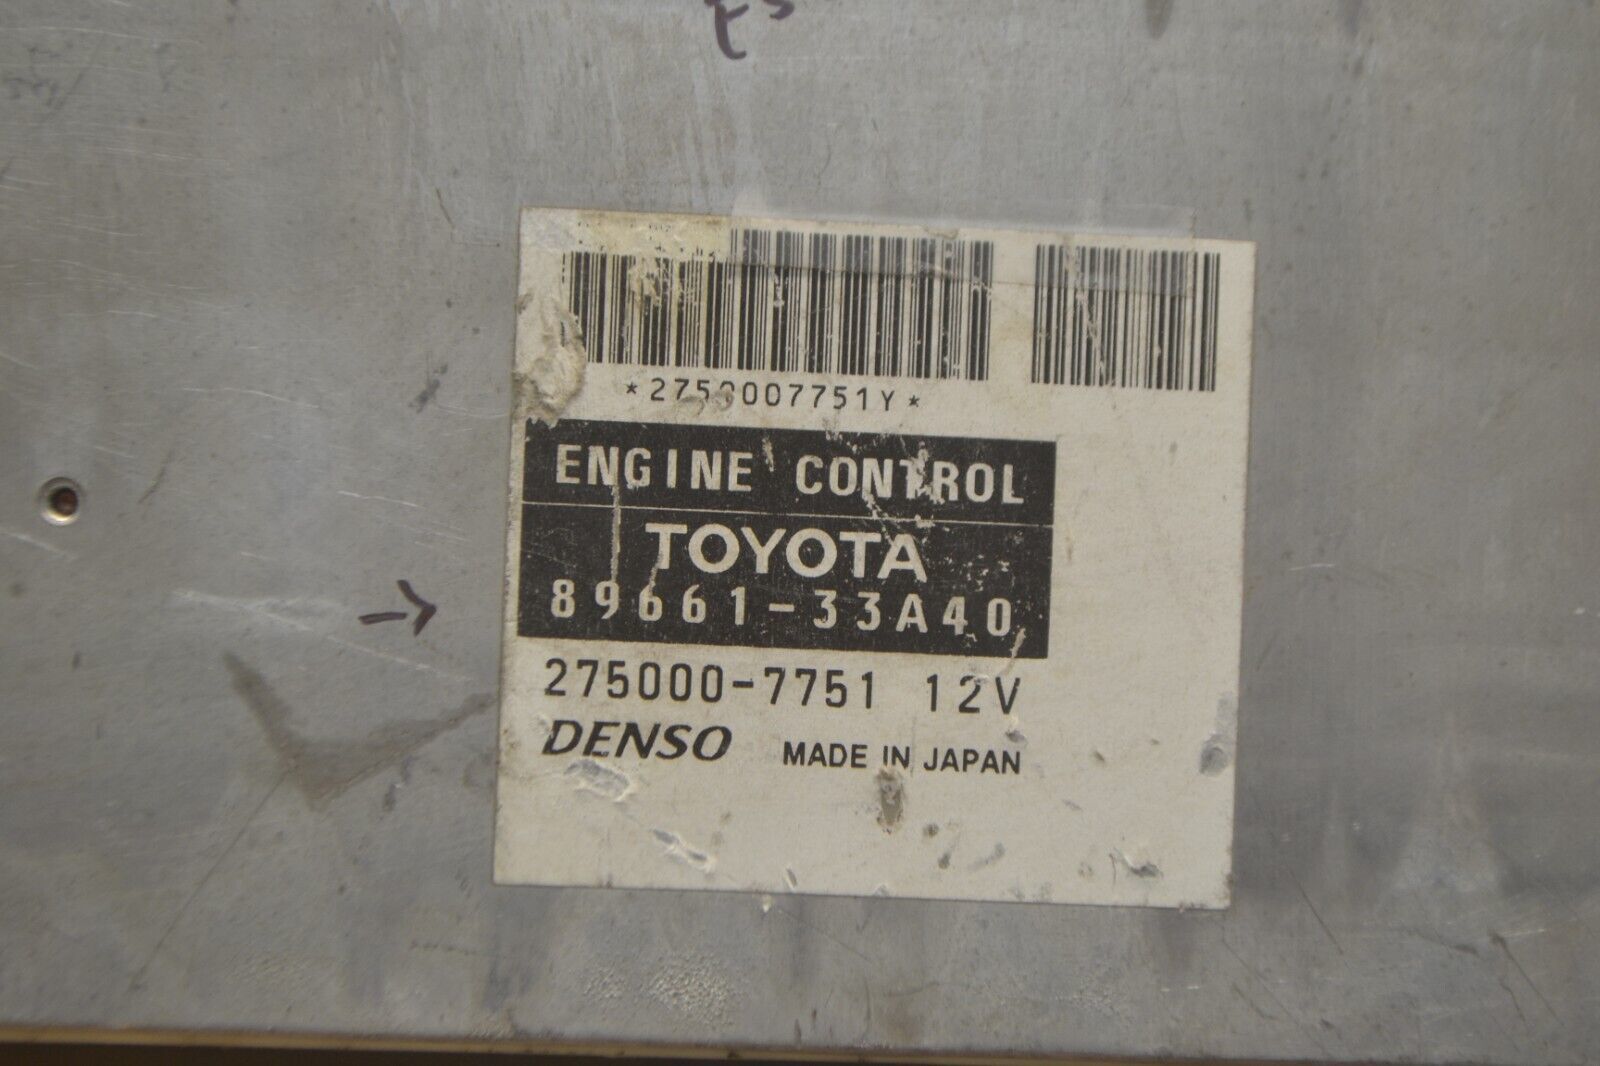 *2750007751Y*
ENGINE CONTROL
TOYOTA
89661-33A40
275000-7751 12V
DENSO MADE IN JAPAN